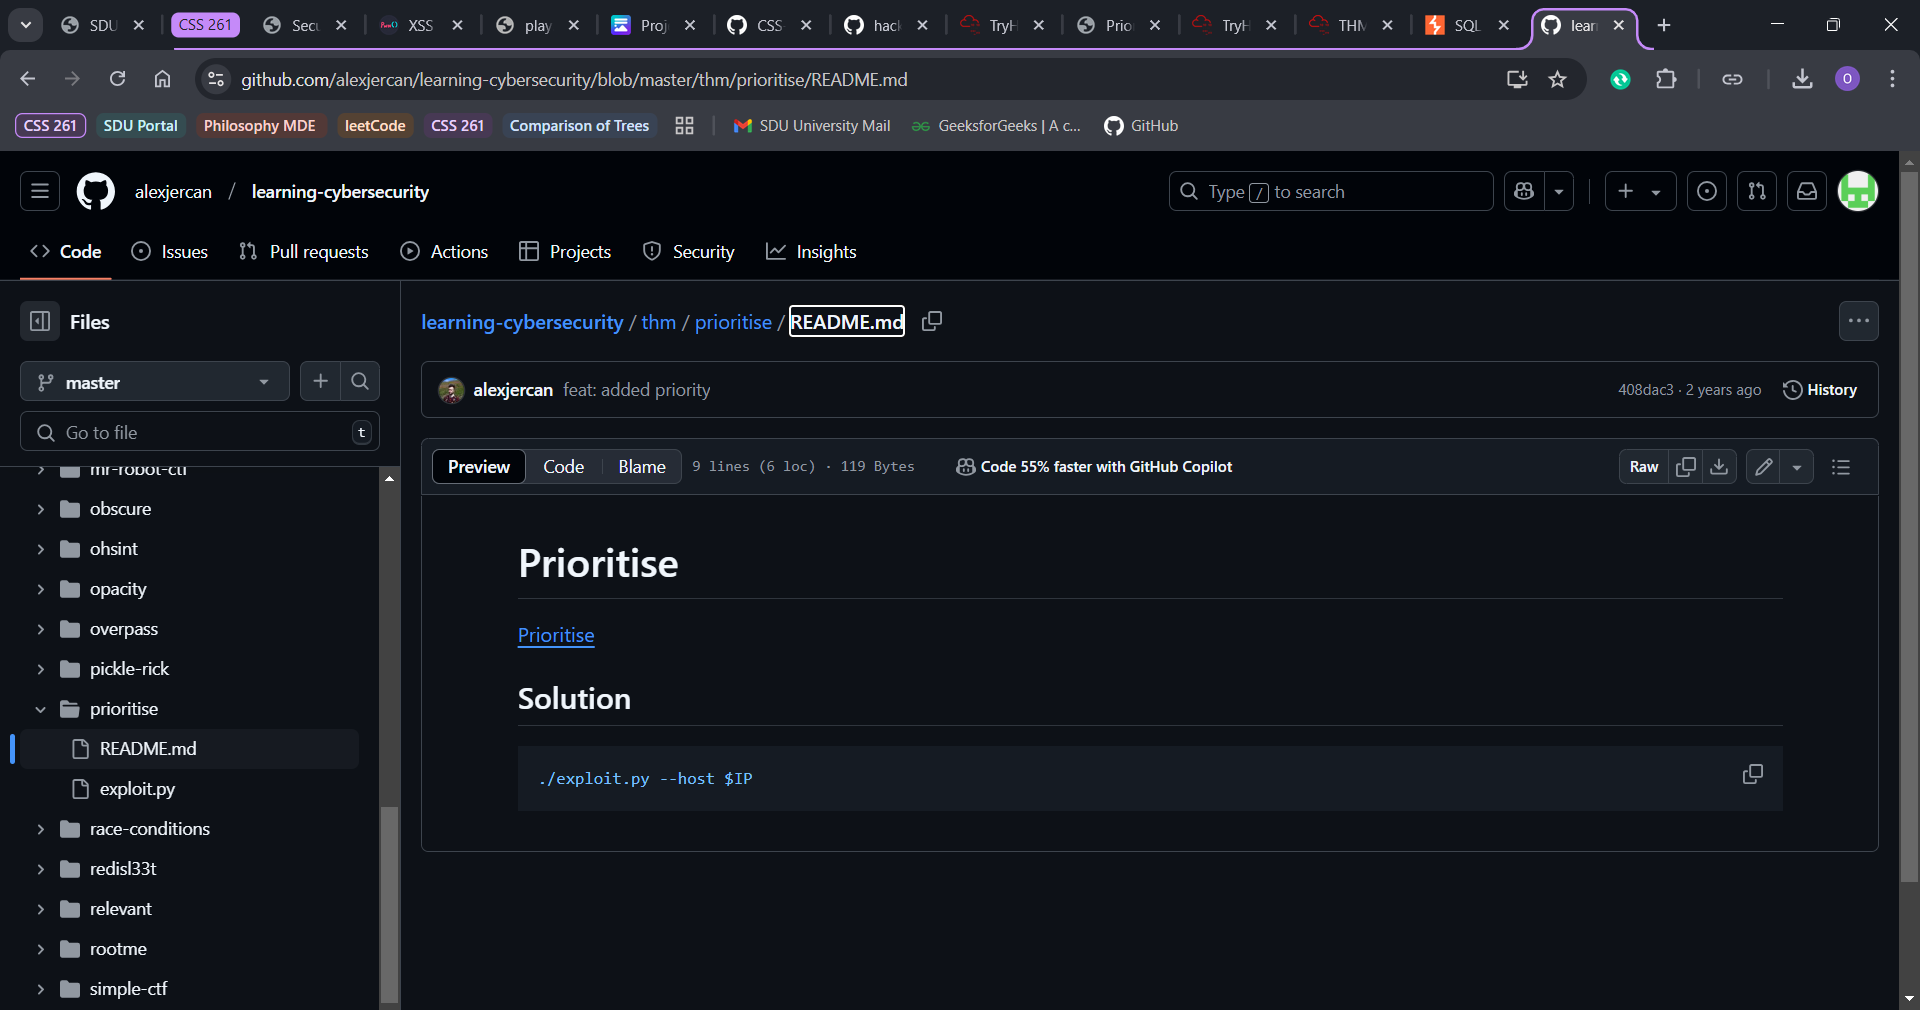 SDU
CSS 261
Secu
XSS
play
Proj
CSS-
hack
TryH
Prio
TryH
THM
SQL
lear
github.com/alexjercan/learning-cybersecurity/blob/master/thm/prioritise/README.md
O
CSS 261
SDU Portal
Philosophy MDE
leetCode
CSS 261
Comparison of Trees
SDU University Mail
GeeksforGeeks | A c...
GitHub
alexjercan / learning-cybersecurity
Type / to search
Code
Issues
Pull requests
Actions
Projects
Security
Insights
Files
learning-cybersecurity / thm / prioritise / README.md
master
Go to file
t
alexjercan feat: added priority
408dac3 · 2 years ago
History
Preview
Code
Blame
9 lines (6 loc) · 119 Bytes
Code 55% faster with GitHub Copilot
Raw
mr-robot-ctf
obscure
ohsint
opacity
overpass
pickle-rick
prioritise
README.md
exploit.py
race-conditions
redisl33t
relevant
rootme
simple-ctf
Prioritise
Prioritise
Solution
./exploit.py --host $IP